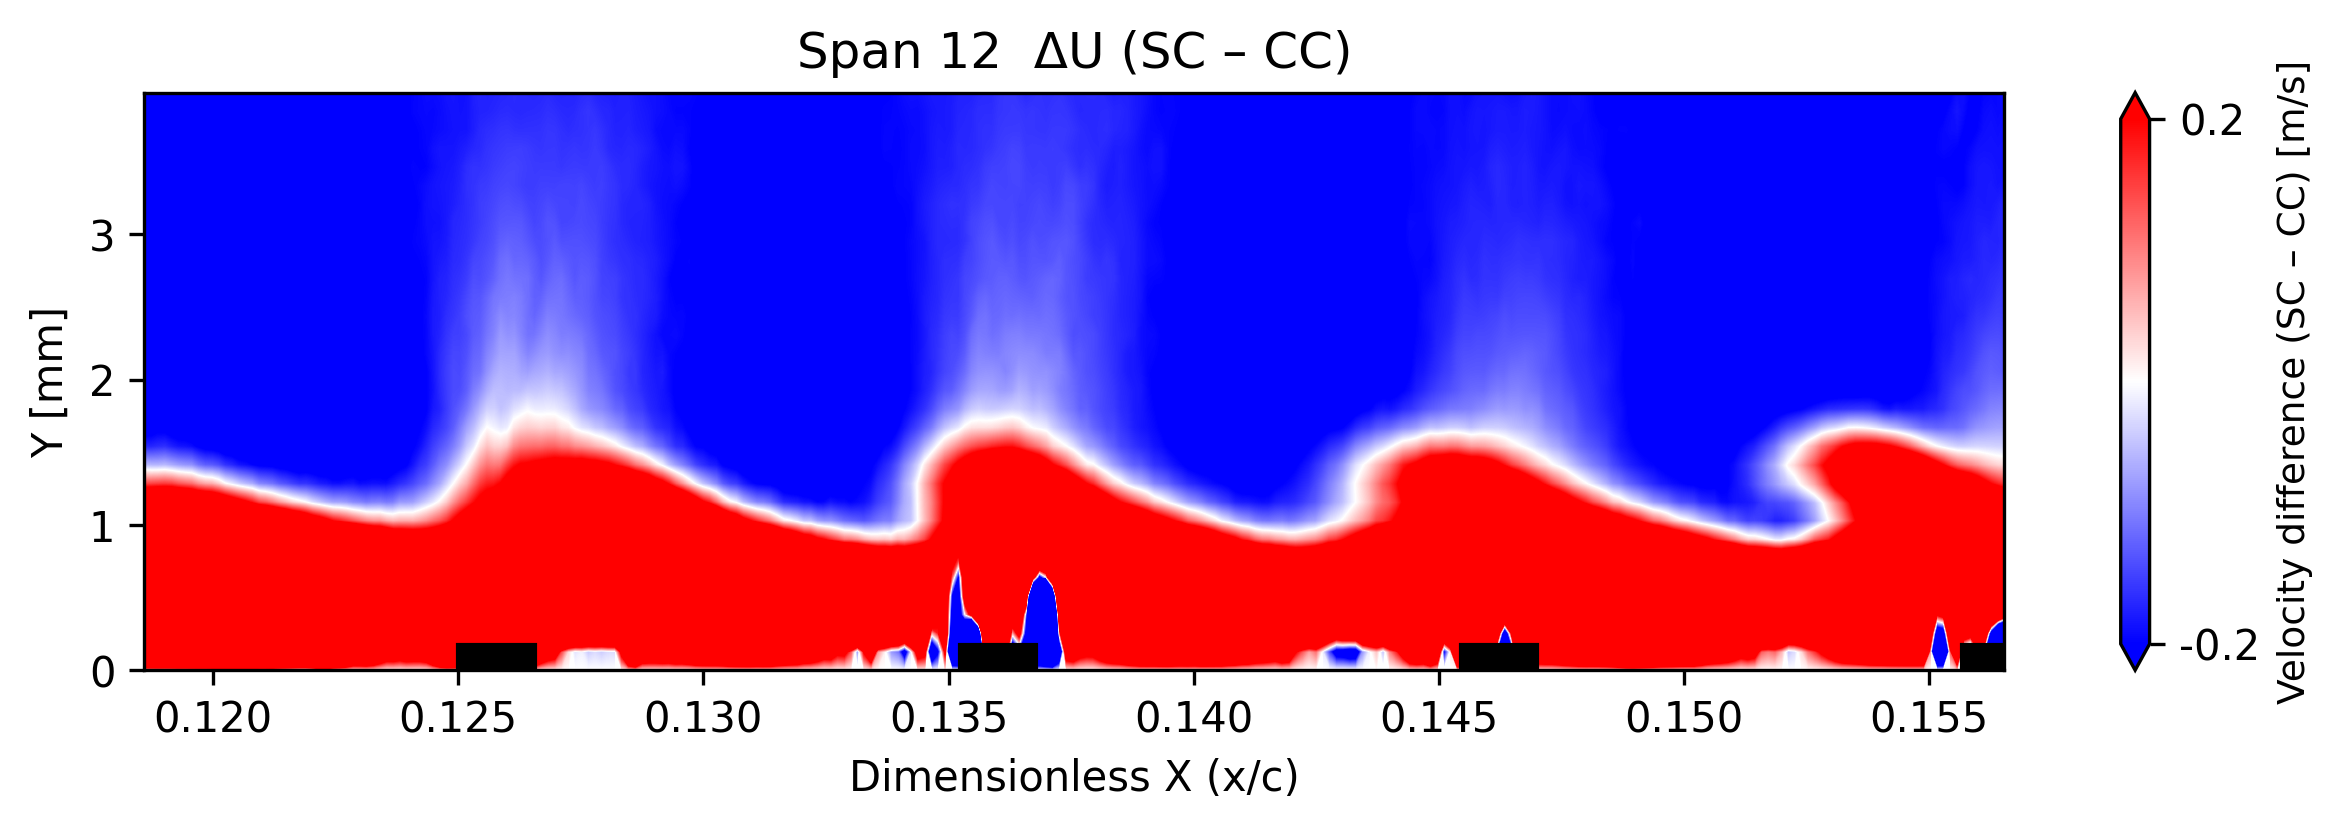 Span 12  ΔU (SC – CC)
3
2
1
0
Y [mm]
0.120 0.125 0.130 0.135 0.140 0.145 0.150 0.155
Dimensionless X (x/c)
0.2
-0.2
Velocity difference (SC – CC) [m/s]